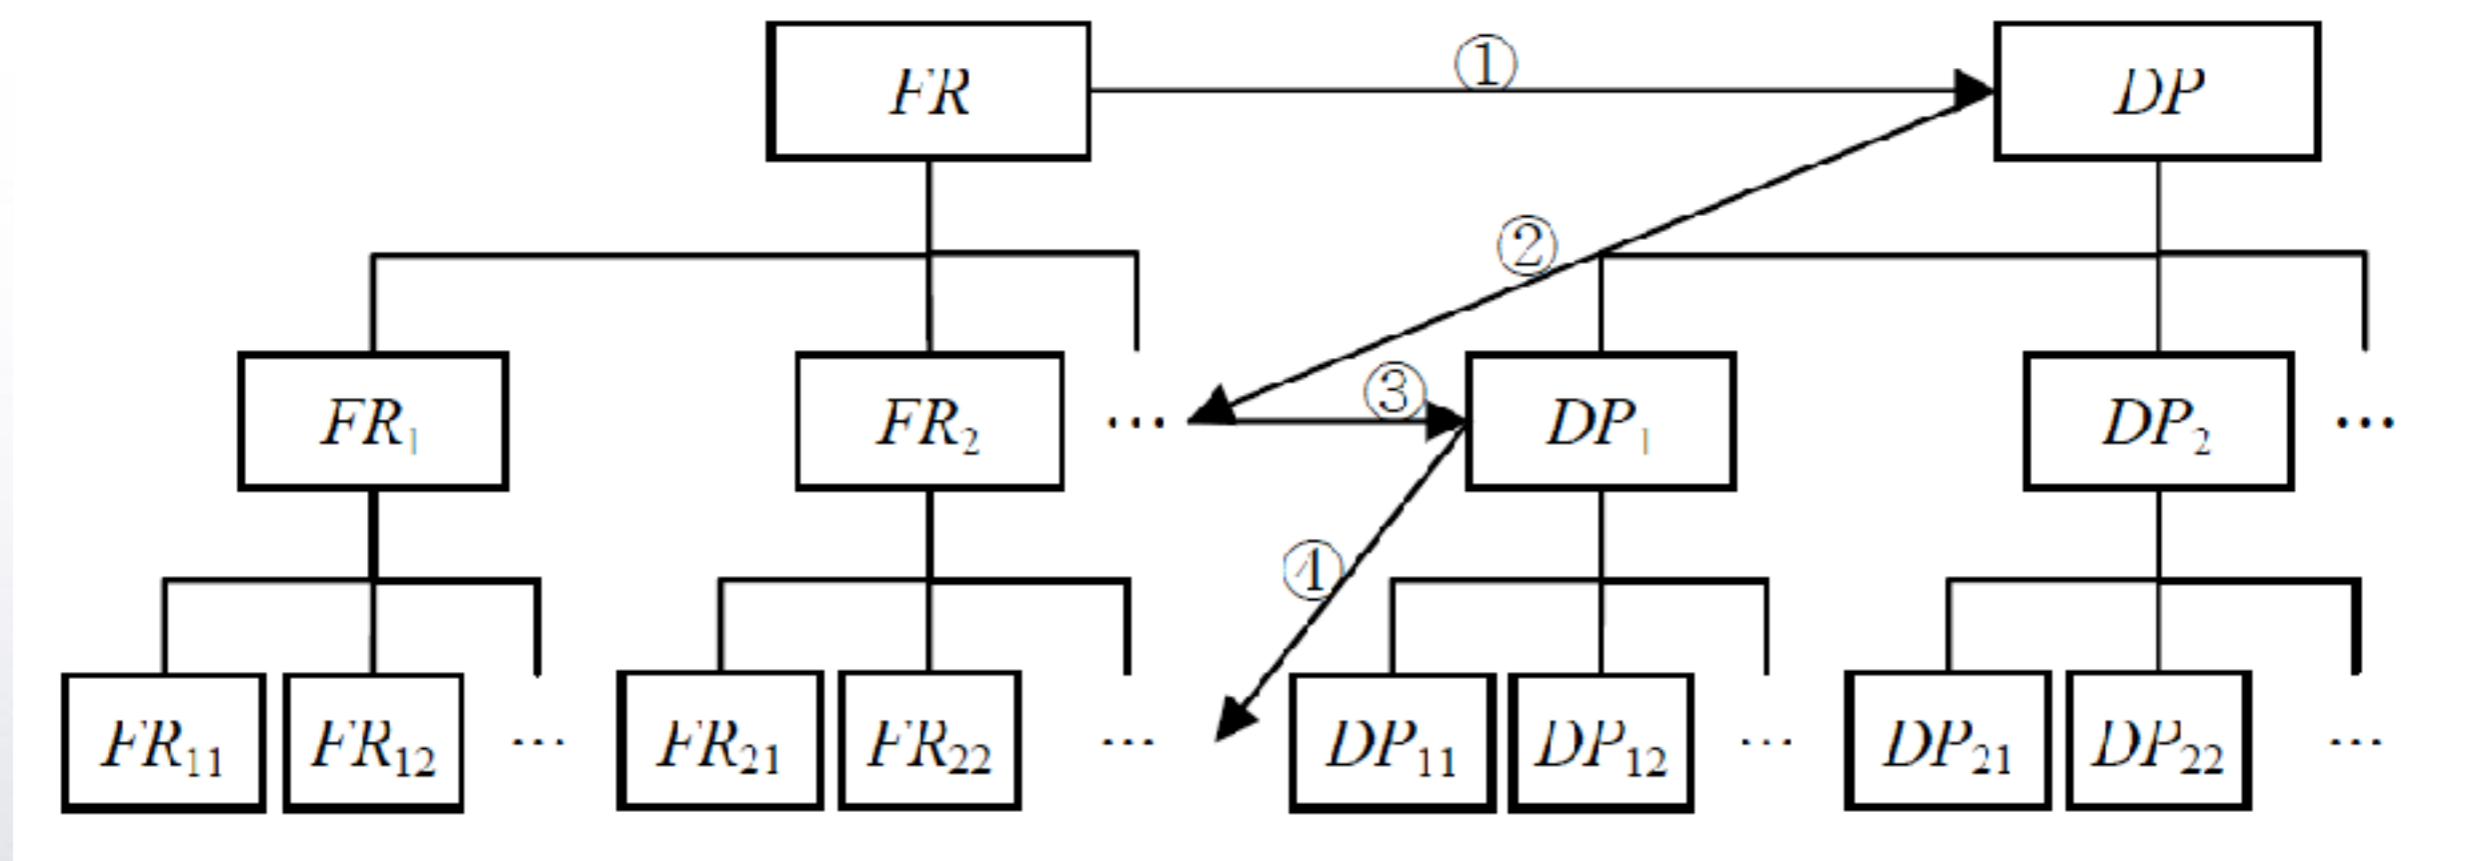 FR ① DP
②
FR₁ FR₂ … ③ DP₁ DP₂ …
④
FR₁₁ FR₁₂ … FR₂₁ FR₂₂ … DP₁₁ DP₁₂ … DP₂₁ DP₂₂ …